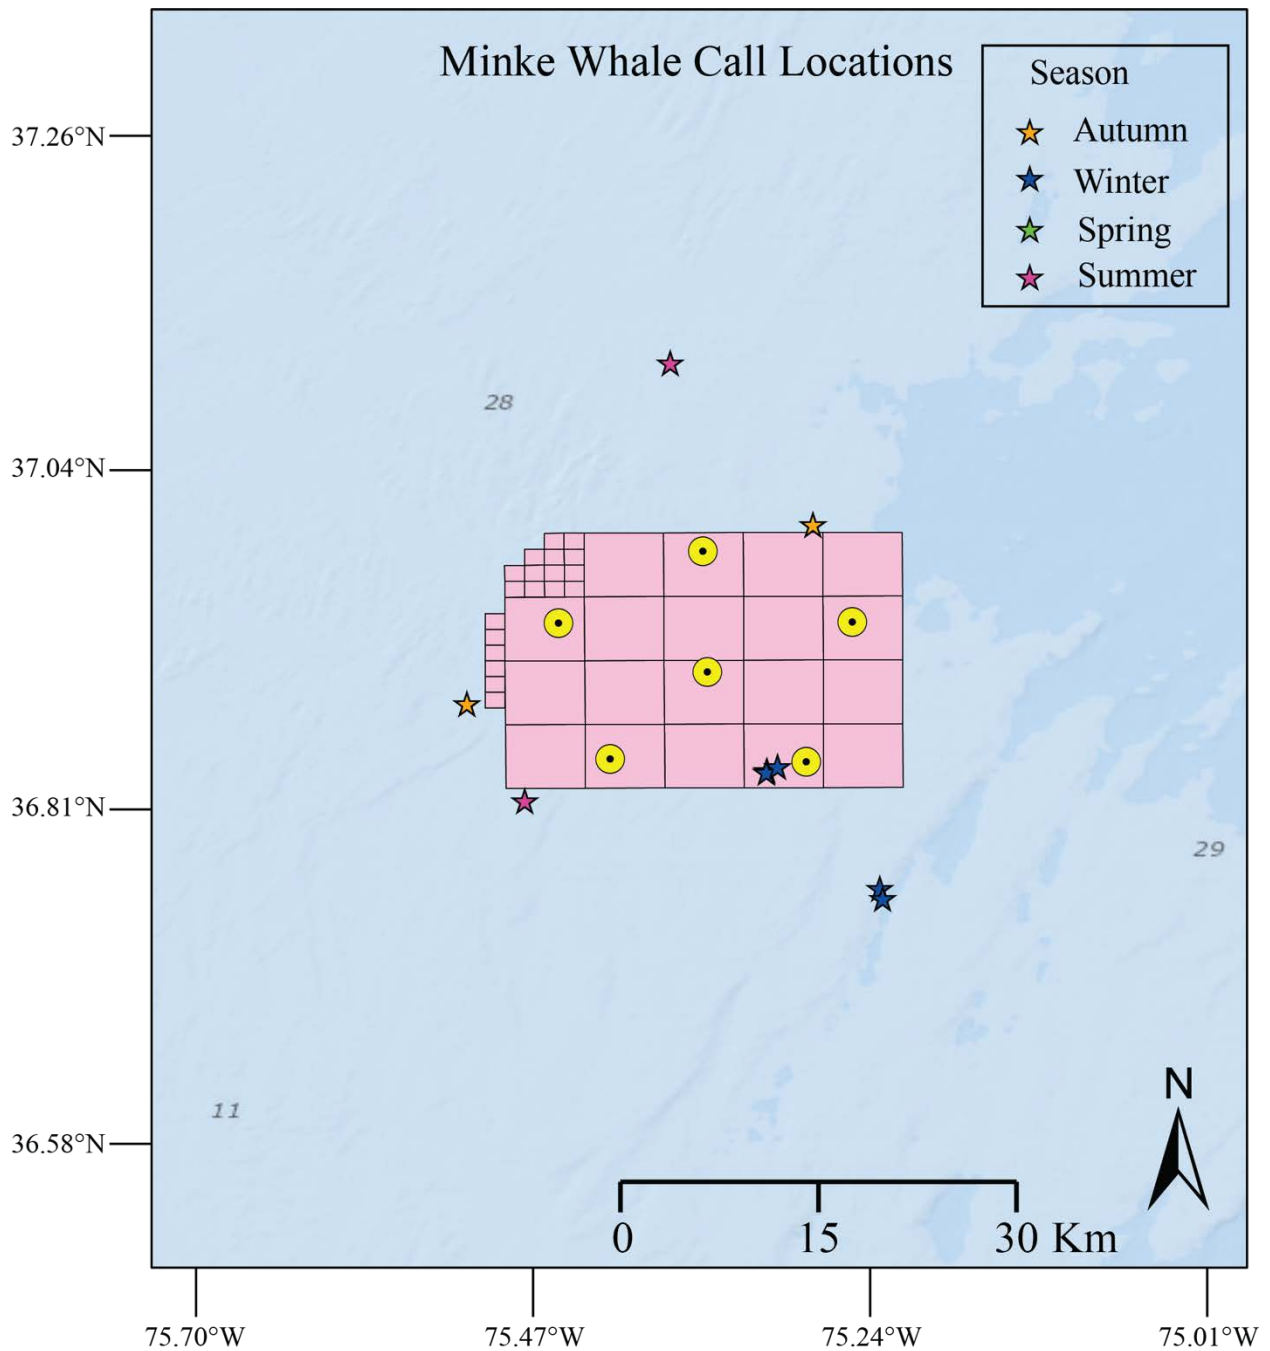 Minke Whale Call Locations
Season
Autumn
Winter
Spring
Summer
37.26°N
28
37.04°N
36.81°N
29
11
36.58°N
N
0 15 30 Km
75.70°W 75.47°W 75.24°W 75.01°W